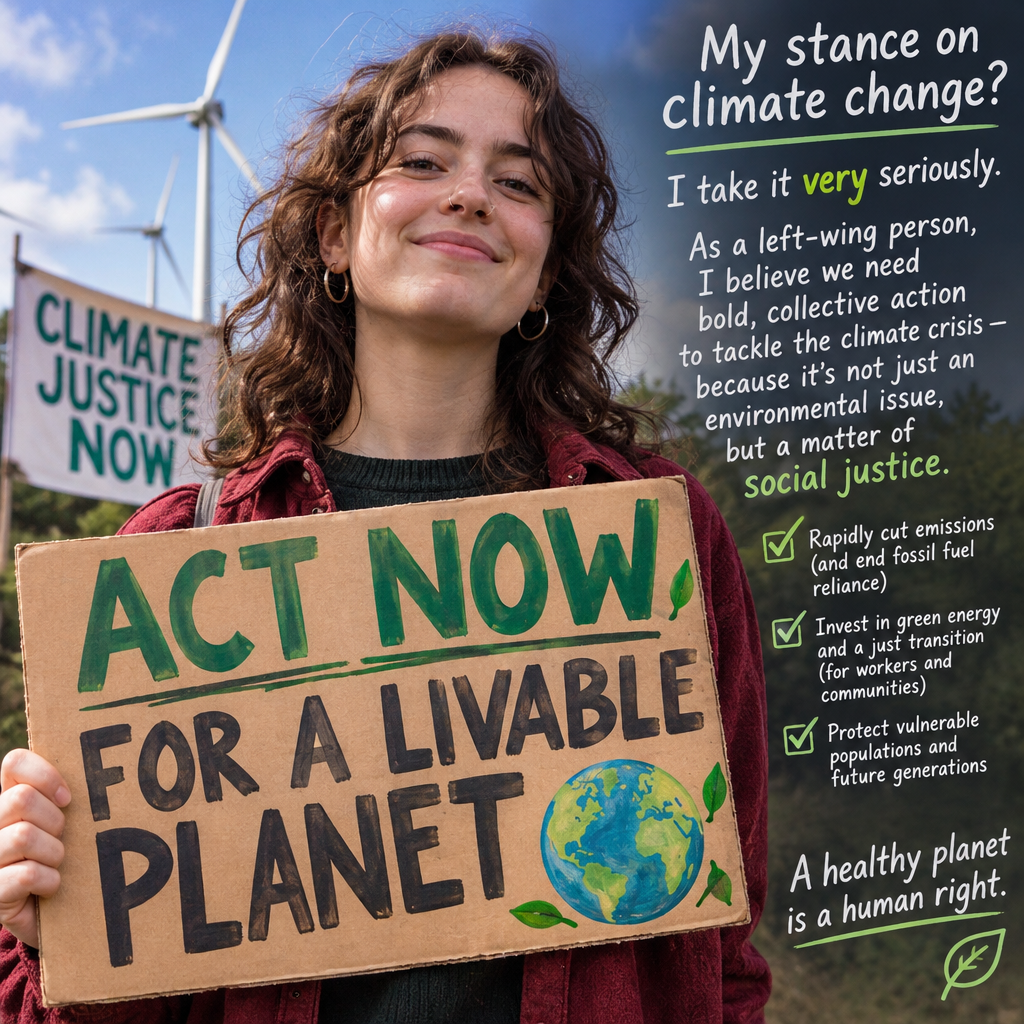 CLIMATE
JUSTICE
NOW
ACT NOW
FOR A LIVABLE
PLANET
My stance on
climate change?
I take it very seriously.
As a left-wing person,
I believe we need
bold, collective action
to tackle the climate crisis –
because it's not just an
environmental issue,
but a matter of
social justice.
Rapidly cut emissions
(and end fossil fuel
reliance)
Invest in green energy
and a just transition
(for workers and
communities)
Protect vulnerable
populations and
future generations
A healthy planet
is a human right.